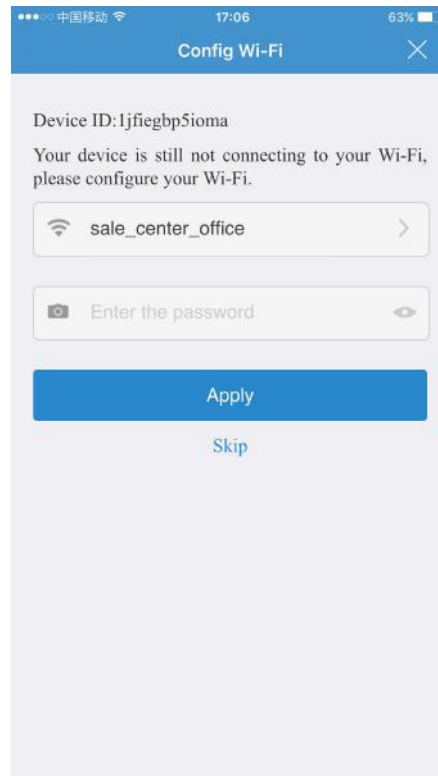 中国移动 17:06 63%
Config Wi-Fi
Device ID:1jfiegbp5ioma
Your device is still not connecting to your Wi-Fi,
please configure your Wi-Fi.
sale_center_office
Enter the password
Apply
Skip